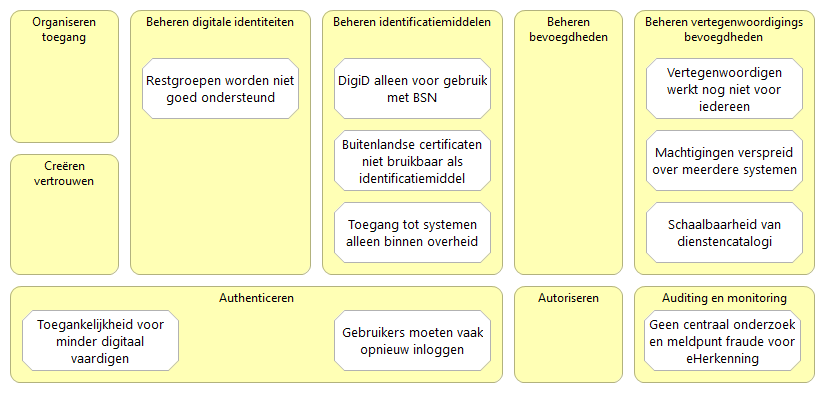 Organiseren
toegang
Creëren
vertrouwen
Beheren digitale identiteiten
Restgroepen worden niet
goed ondersteund
Beheren identificatiemiddelen
DigiD alleen voor gebruik
met BSN
Buitenlandse certificaten
niet bruikbaar als
identificatiemiddel
Toegang tot systemen
alleen binnen overheid
Beheren
bevoegdheden
Beheren vertegenwoordigings
bevoegdheden
Vertegenwoordigen
werkt nog niet voor
iedereen
Machtigingen verspreid
over meerdere systemen
Schaalbaarheid van
dienstencatalogi
Authenticeren
Toegankelijkheid voor
minder digitaal
vaardigen
Gebruikers moeten vaak
opnieuw inloggen
Autoriseren
Auditing en monitoring
Geen centraal onderzoek
en meldpunt fraude voor
eHerkenning